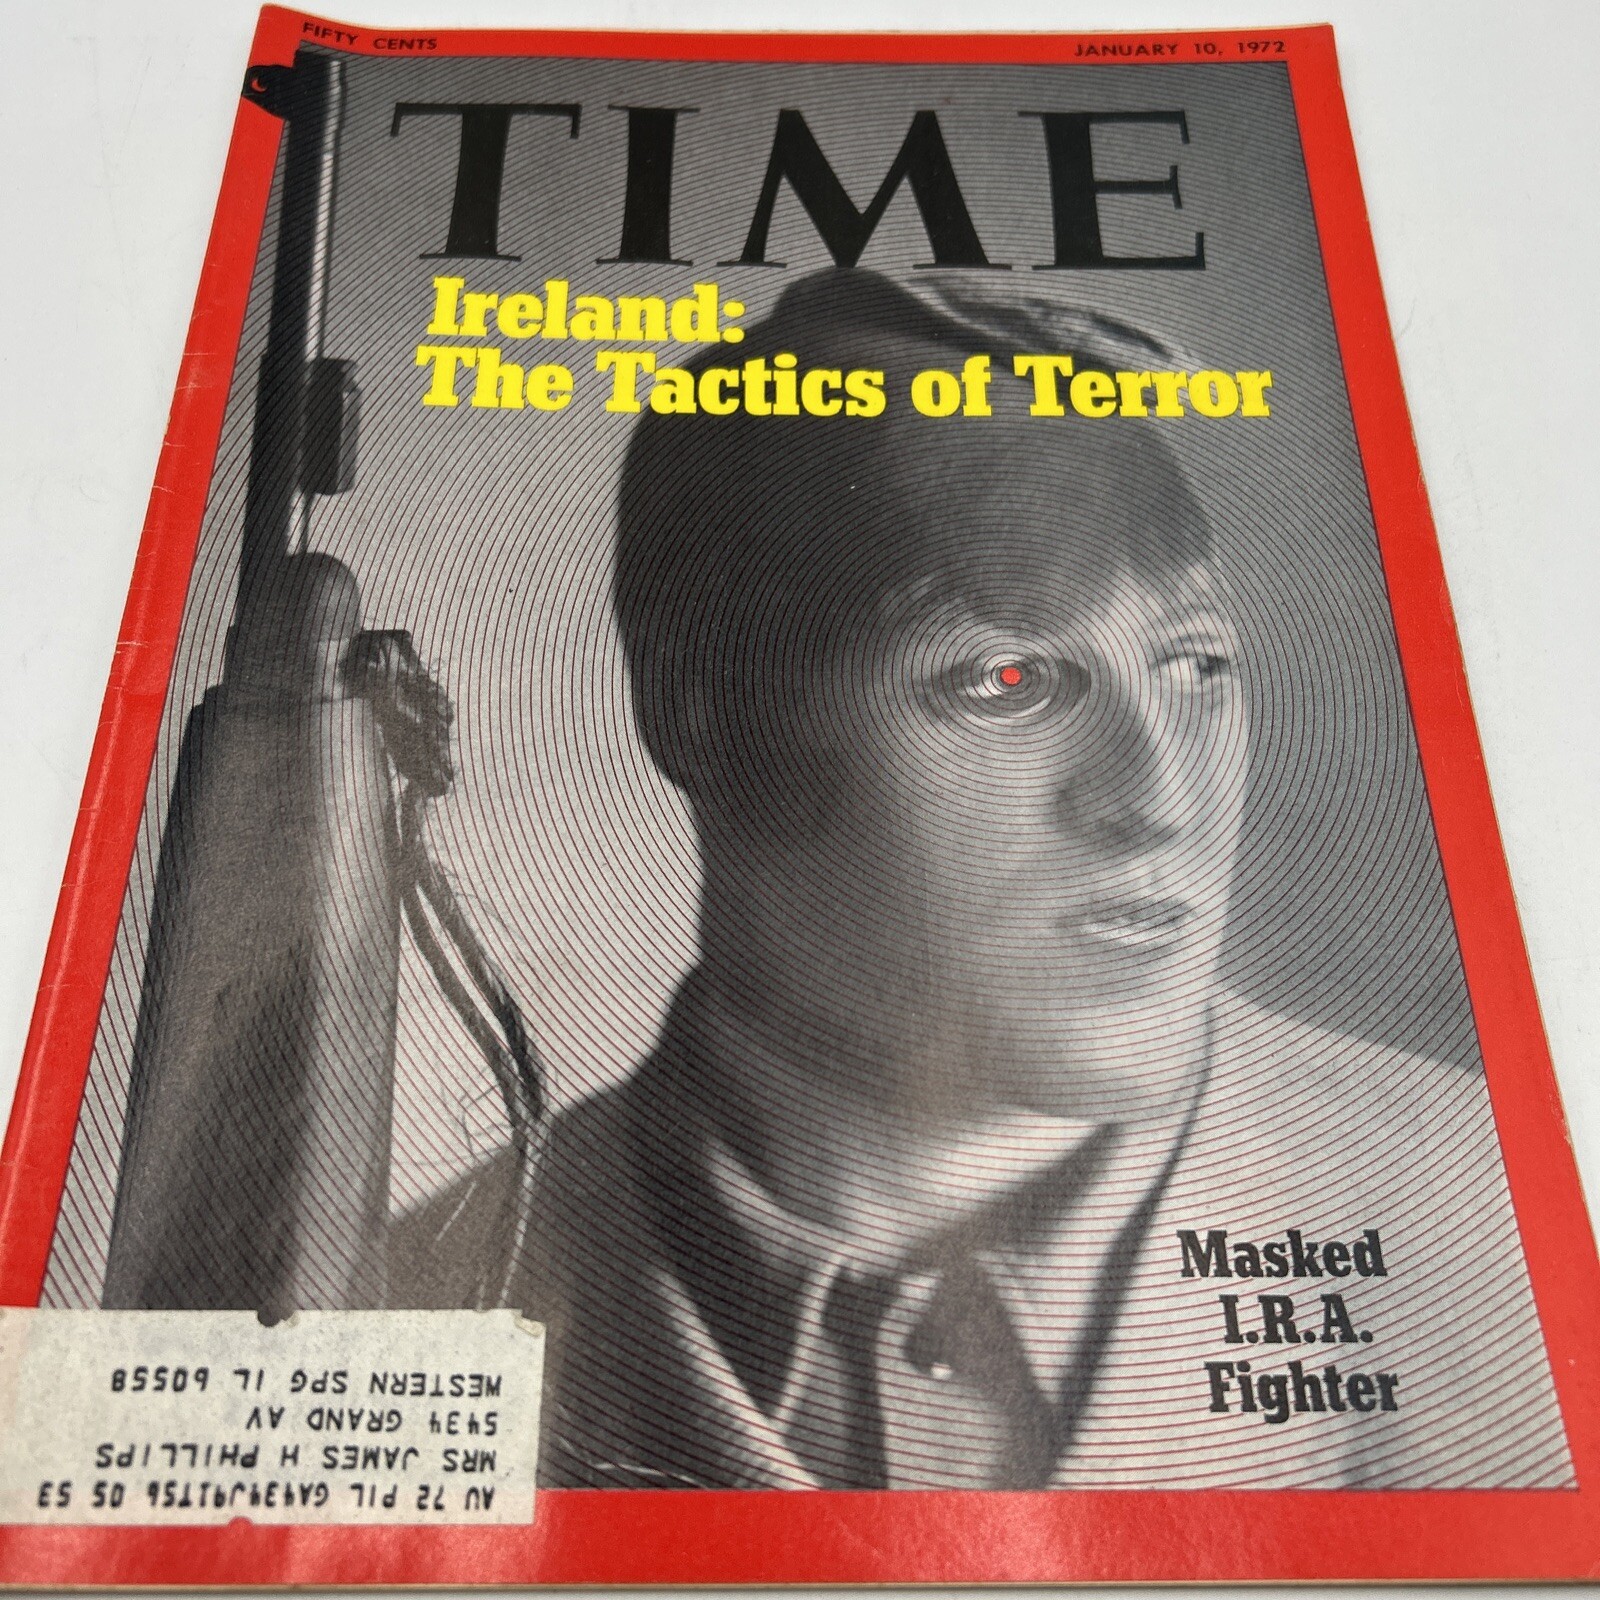 FIFTY CENTS
JANUARY 10, 1972
TIME
Ireland:
The Tactics of Terror
Masked
I.R.A.
Fighter
AU 72 PIL 05 53
MRS JAMES H PHILLIPS
5434 GRAND AV
WESTERN SPG IL 60558